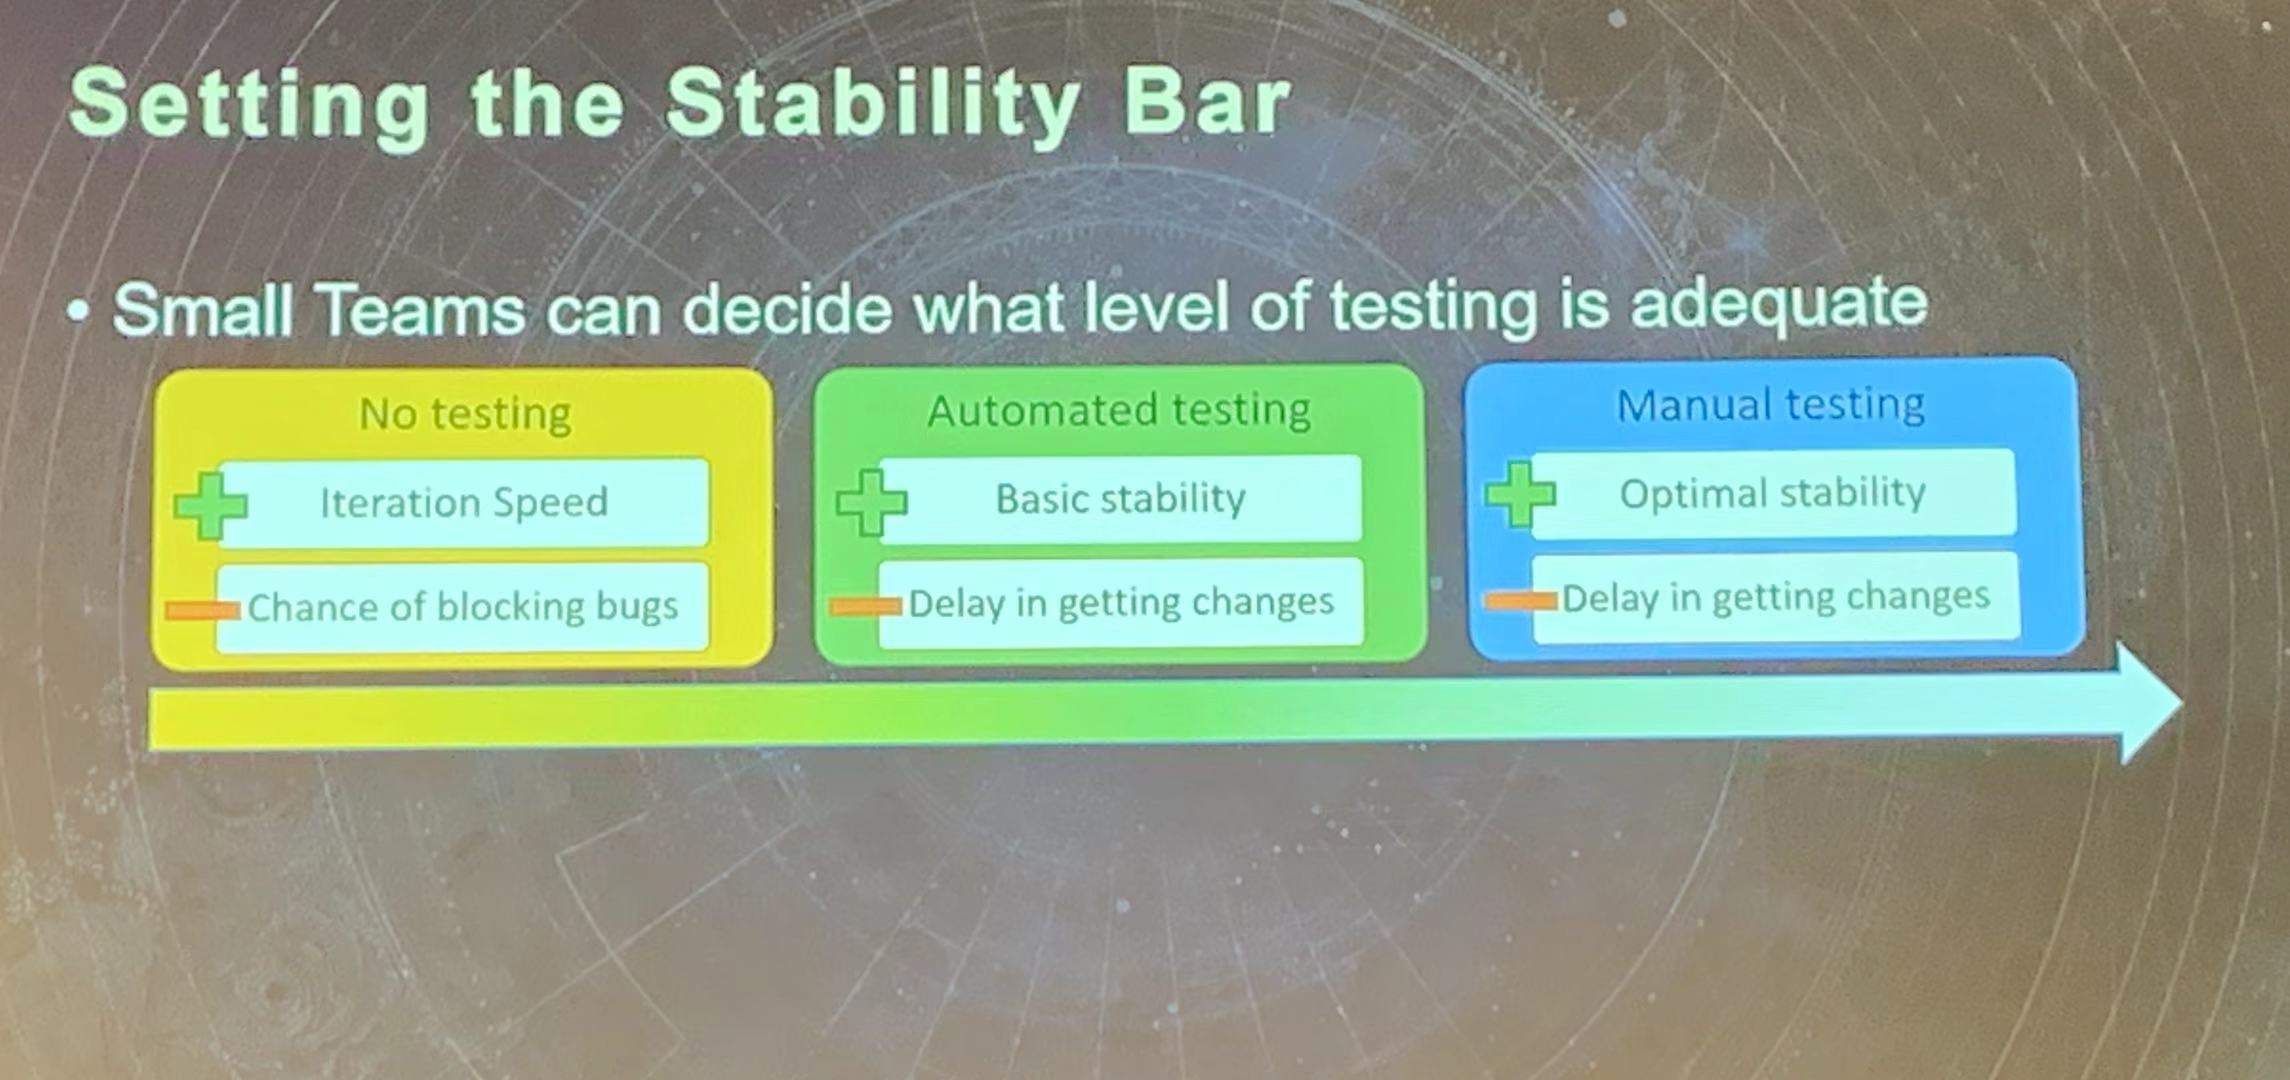 Setting the Stability Bar
• Small Teams can decide what level of testing is adequate
No testing
Iteration Speed
Chance of blocking bugs
Automated testing
Basic stability
Delay in getting changes
Manual testing
Optimal stability
Delay in getting changes